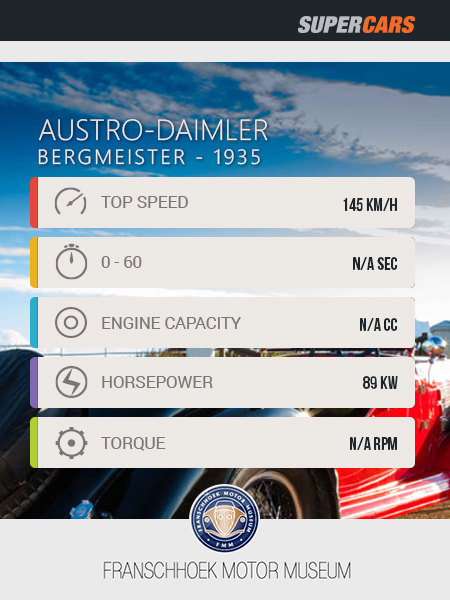 SUPERCARS
AUSTRO-DAIMLER
BERGMEISTER - 1935
TOP SPEED 145 KM/H
0 - 60 N/A SEC
ENGINE CAPACITY N/A CC
HORSEPOWER 89 KW
TORQUE N/A RPM
FRANSCHHOEK MOTOR MUSEUM
FMM
FRANSCHHOEK MOTOR MUSEUM